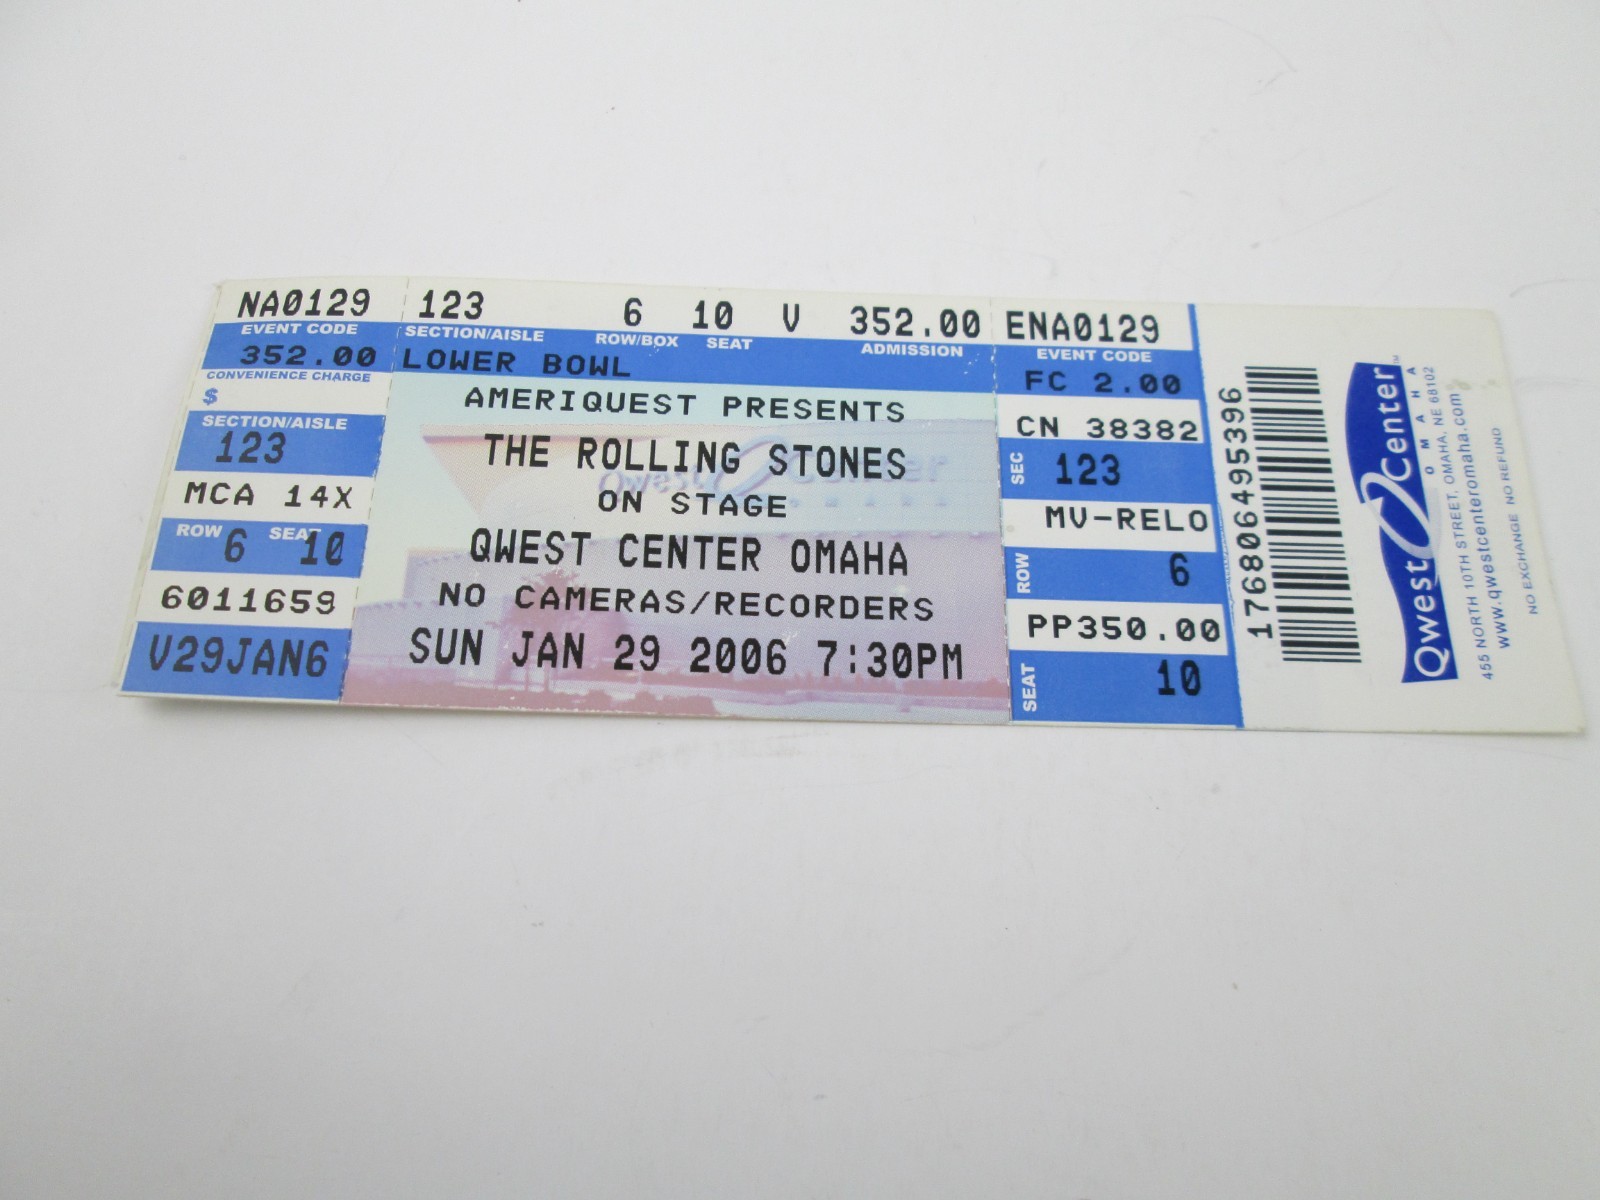 NA0129
EVENT CODE
352.00
CONVENIENCE CHARGE
$
SECTION/AISLE
123
MCA 14X
ROW 6 SEAT 10
6011659
V29JAN6
123 6 10 V 352.00
SECTION/AISLE ROW/BOX SEAT ADMISSION
LOWER BOWL
AMERIQUEST PRESENTS
THE ROLLING STONES
ON STAGE
QWEST CENTER OMAHA
NO CAMERAS/RECORDERS
SUN JAN 29 2006 7:30PM
Qwest Center
OMAHA
ENA0129
EVENT CODE
FC 2.00
CN 38382
SEC 123
MV-RELO
ROW 6
PP350.00
SEAT 10
176806495396
Qwest Center™
OMAHA
455 NORTH 10TH STREET, OMAHA, NE 68102
www.qwestcenteromaha.com
NO EXCHANGE NO REFUND